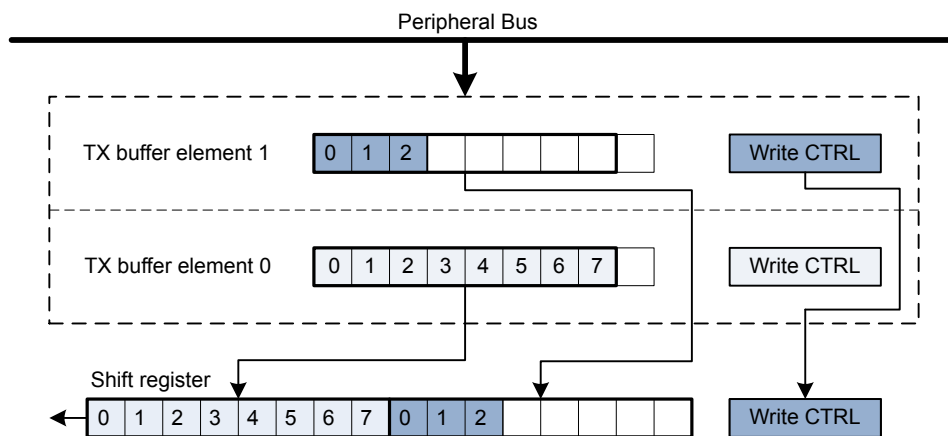 Peripheral Bus
TX buffer element 1
0 1 2
Write CTRL
TX buffer element 0
0 1 2 3 4 5 6 7
Write CTRL
Shift register
0 1 2 3 4 5 6 7 0 1 2
Write CTRL